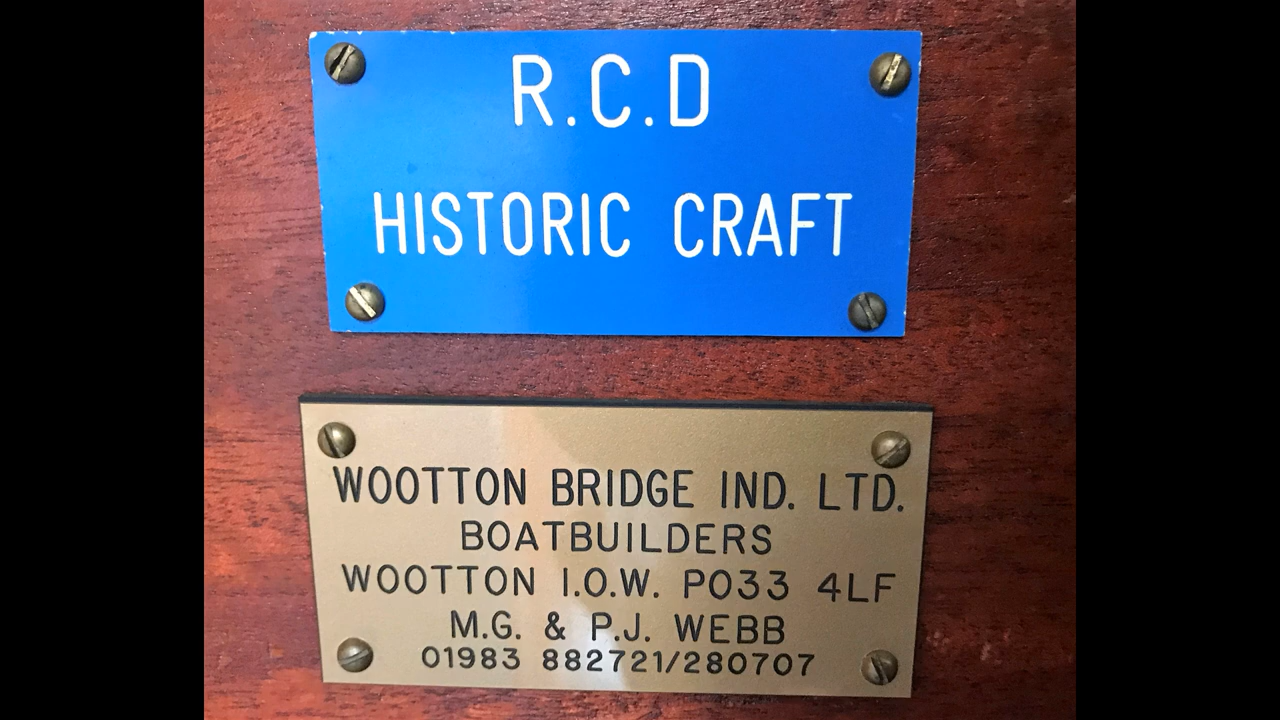 R.C.D
HISTORIC CRAFT
WOOTTON BRIDGE IND. LTD.
BOATBUILDERS
WOOTTON I.O.W. PO33 4LF
M.G. & P.J. WEBB
01983 882721/280707